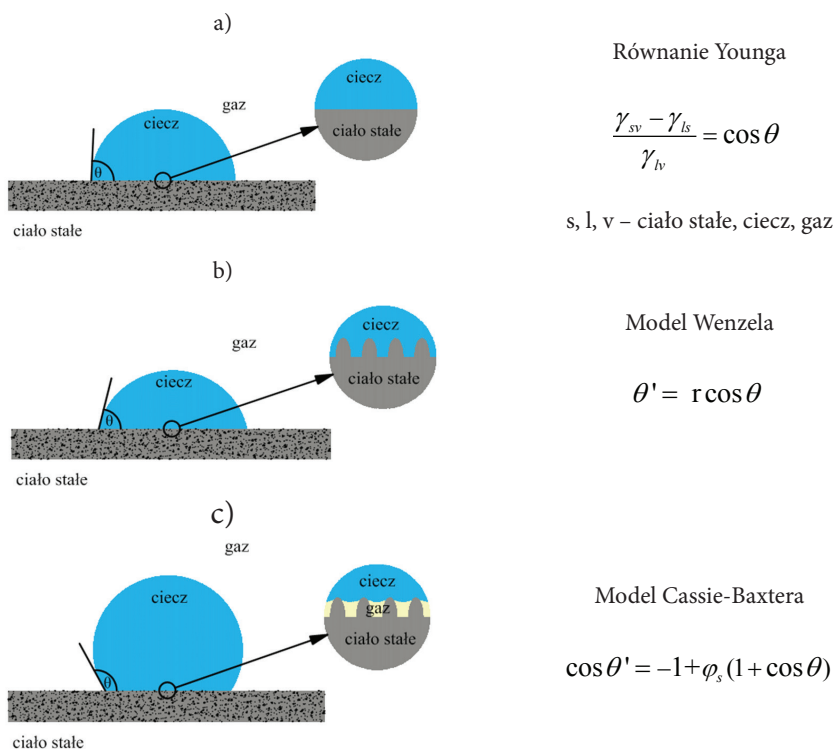 a)
Równanie Younga
ciecz
gaz
ciecz
ciało stałe
θ
(γsv − γls) / γlv = cos θ
ciało stałe
s, l, v – ciało stałe, ciecz, gaz
b)
Model Wenzela
gaz
ciecz
ciecz
ciało stałe
θ
θ' = r cos θ
ciało stałe
c)
gaz
ciecz
ciecz
gaz
ciało stałe
θ
Model Cassie-Baxtera
cos θ' = −1+φs (1 + cos θ)
ciało stałe